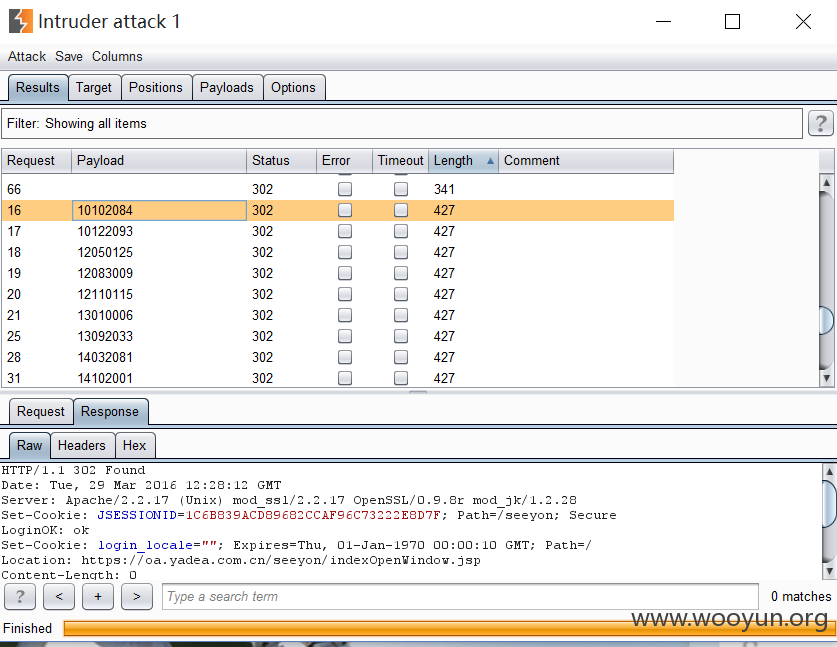 Intruder attack 1
Attack Save Columns
Results Target Positions Payloads Options
Filter: Showing all items ?
Request Payload Status Error Timeout Length Comment
66 302 341
16 10102084 302 427
17 10122093 302 427
18 12050125 302 427
19 12083009 302 427
20 12110115 302 427
21 13010006 302 427
25 13092033 302 427
28 14032081 302 427
31 14102001 302 427
Request Response
Raw Headers Hex
HTTP/1.1 302 Found
Date: Tue, 29 Mar 2016 12:28:12 GMT
Server: Apache/2.2.17 (Unix) mod_ssl/2.2.17 OpenSSL/0.9.8r mod_jk/1.2.28
Set-Cookie: JSESSIONID=1C6B839ACD89682CCAF96C73222E8D7F; Path=/seeyon; Secure
LoginOK: ok
Set-Cookie: login_locale=""; Expires=Thu, 01-Jan-1970 00:00:10 GMT; Path=/
Location: https://oa.yadea.com.cn/seeyon/indexOpenWindow.jsp
Content-Length: 0
? < + > Type a search term 0 matches
www.wooyun.org
Finished